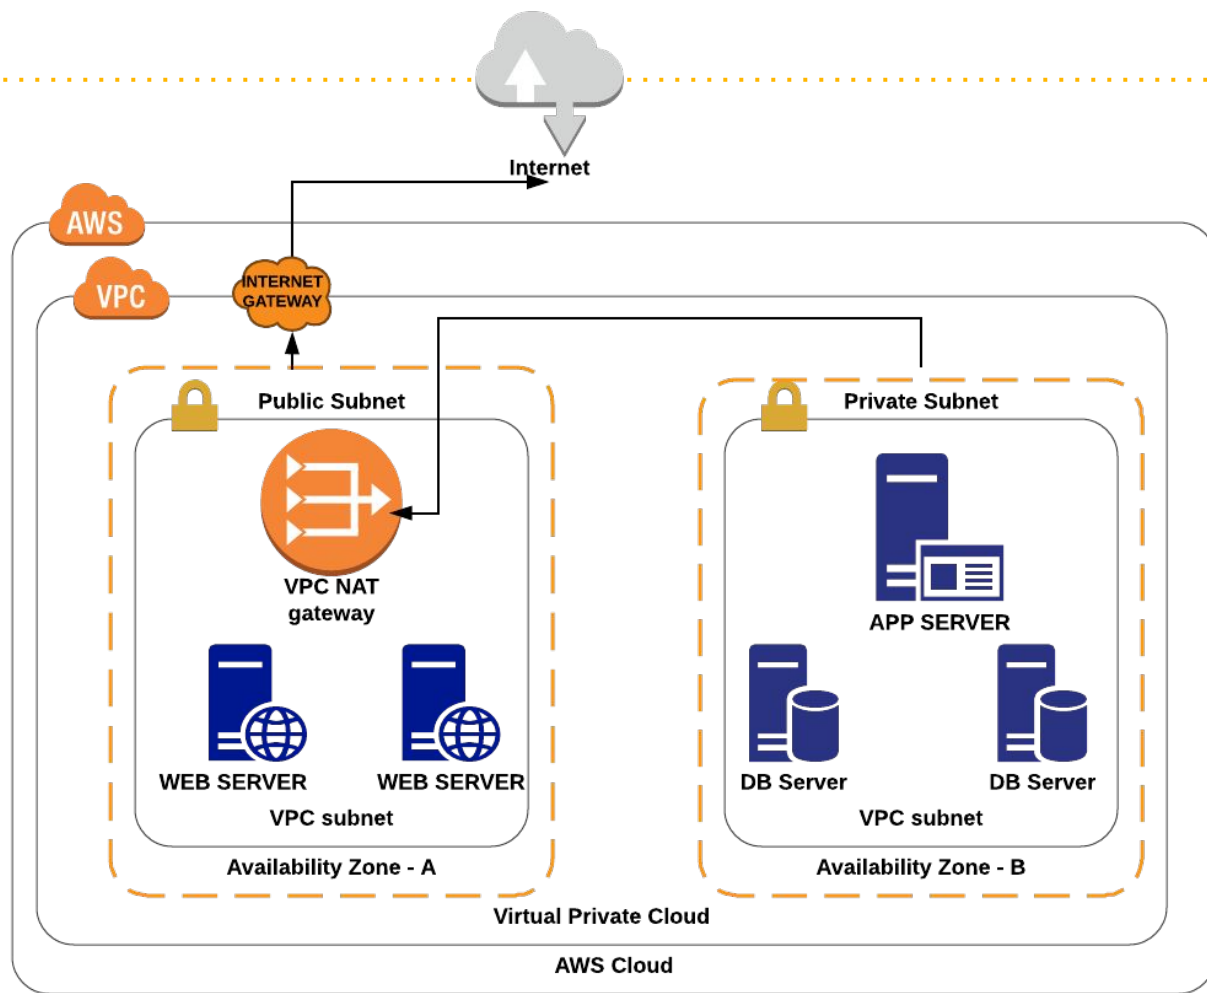 Internet
AWS
VPC
INTERNET
GATEWAY
Public Subnet
Private Subnet
VPC NAT
gateway
APP SERVER
WEB SERVER
WEB SERVER
DB Server
DB Server
VPC subnet
VPC subnet
Availability Zone - A
Availability Zone - B
Virtual Private Cloud
AWS Cloud